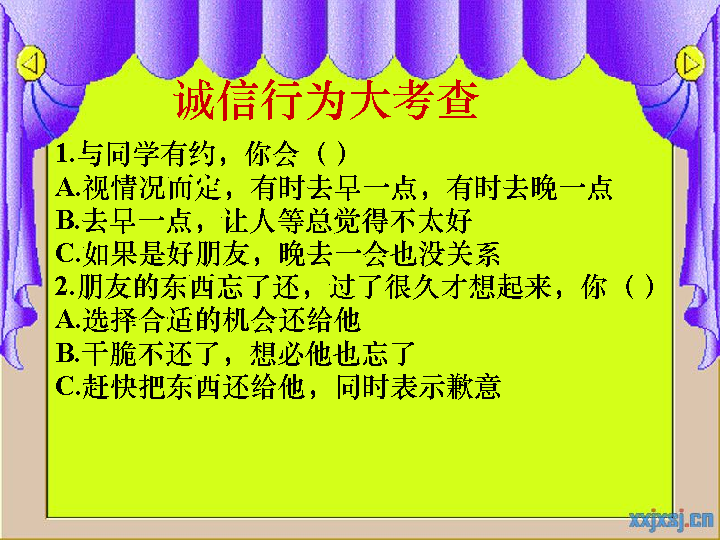 诚信行为大考查
1.与同学有约，你会（ ）
A.视情况而定，有时去早一点，有时去晚一点
B.去早一点，让人等总觉得不太好
C.如果是好朋友，晚去一会也没关系
2.朋友的东西忘了还，过了很久才想起来，你（ ）
A.选择合适的机会还给他
B.干脆不还了，想必他也忘了
C.赶快把东西还给他，同时表示歉意
xxjxsj.cn